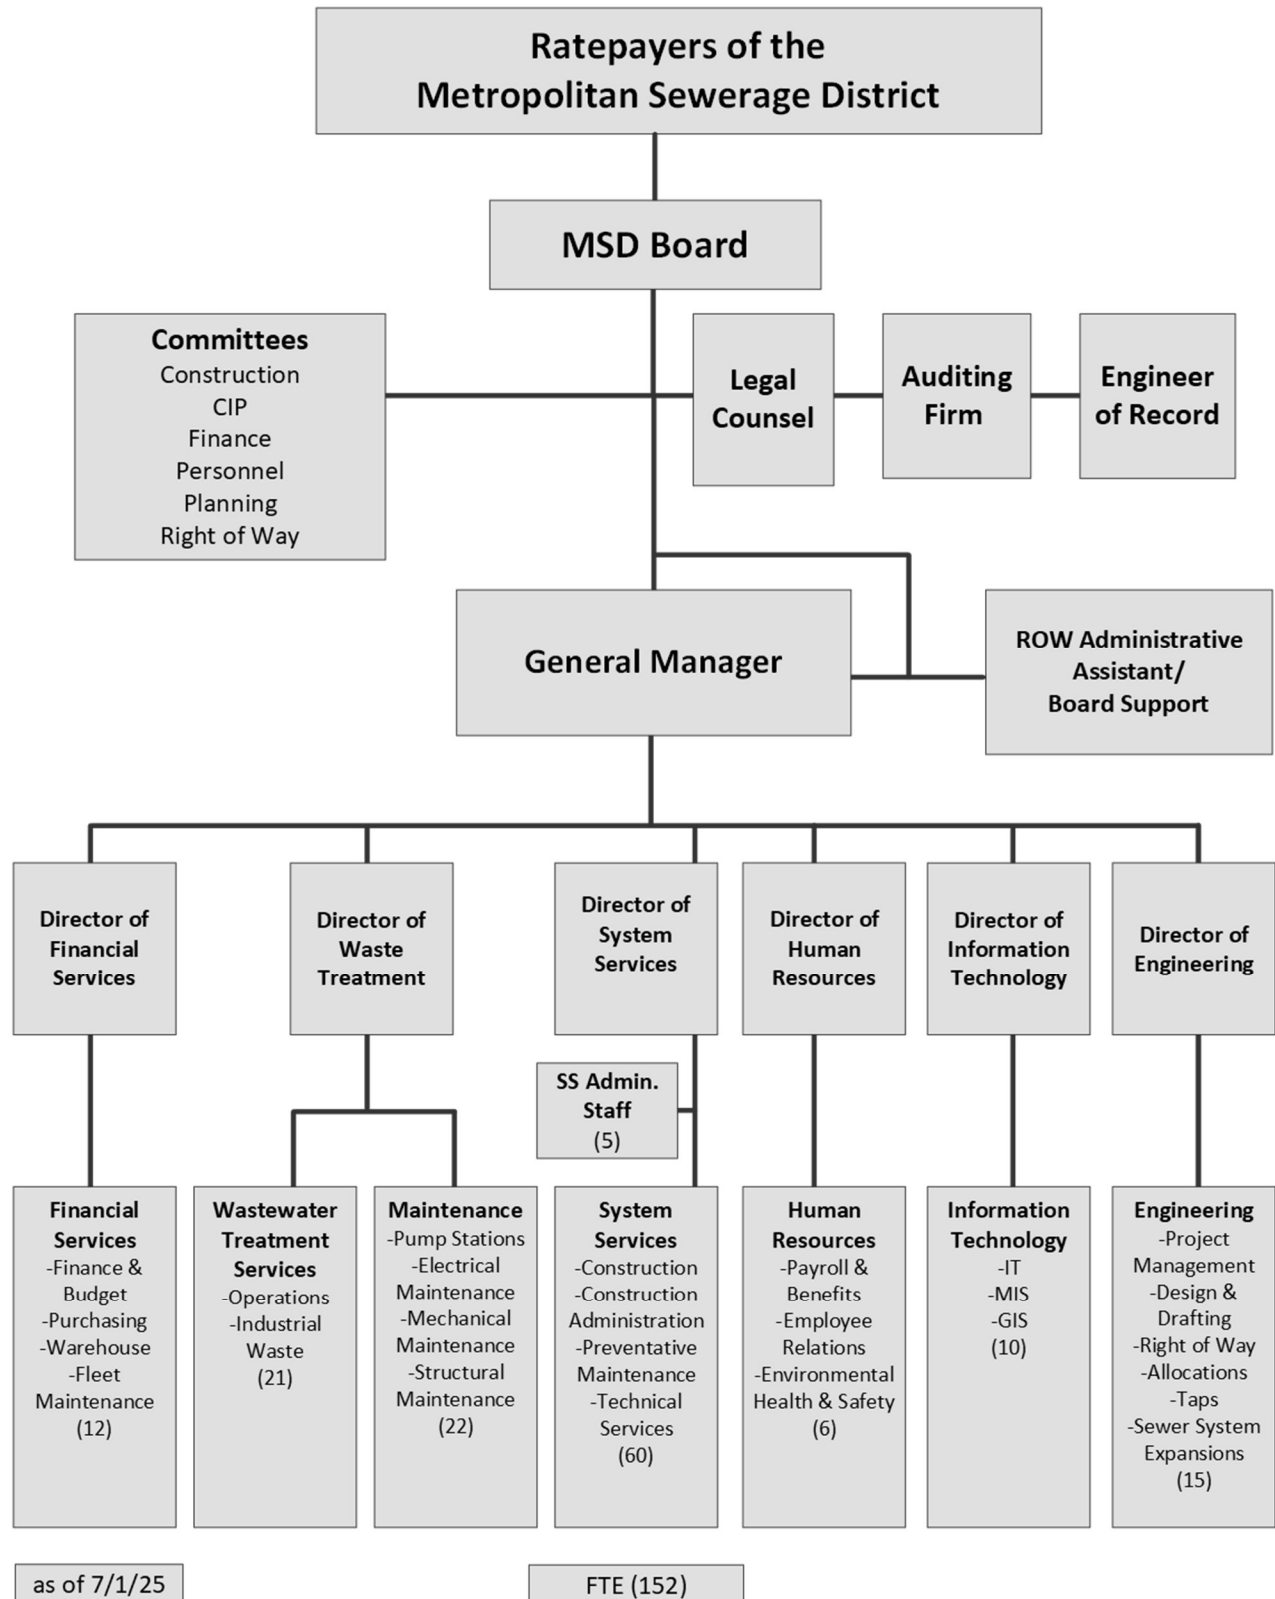 Ratepayers of the
Metropolitan Sewerage District
MSD Board
Committees
Construction
CIP
Finance
Personnel
Planning
Right of Way
Legal
Counsel
Auditing
Firm
Engineer
of Record
General Manager
ROW Administrative
Assistant/
Board Support
Director of
Financial
Services
Director of
Waste
Treatment
Director of
System
Services
Director of
Human
Resources
Director of
Information
Technology
Director of
Engineering
SS Admin.
Staff
(5)
Financial
Services
-Finance &
Budget
-Purchasing
-Warehouse
-Fleet
Maintenance
(12)
Wastewater
Treatment
Services
-Operations
-Industrial
Waste
(21)
Maintenance
-Pump Stations
-Electrical
Maintenance
-Mechanical
Maintenance
-Structural
Maintenance
(22)
System
Services
-Construction
-Construction
Administration
-Preventative
Maintenance
-Technical
Services
(60)
Human
Resources
-Payroll &
Benefits
-Employee
Relations
-Environmental
Health & Safety
(6)
Information
Technology
-IT
-MIS
-GIS
(10)
Engineering
-Project
Management
-Design &
Drafting
-Right of Way
-Allocations
-Taps
-Sewer System
Expansions
(15)
as of 7/1/25
FTE (152)